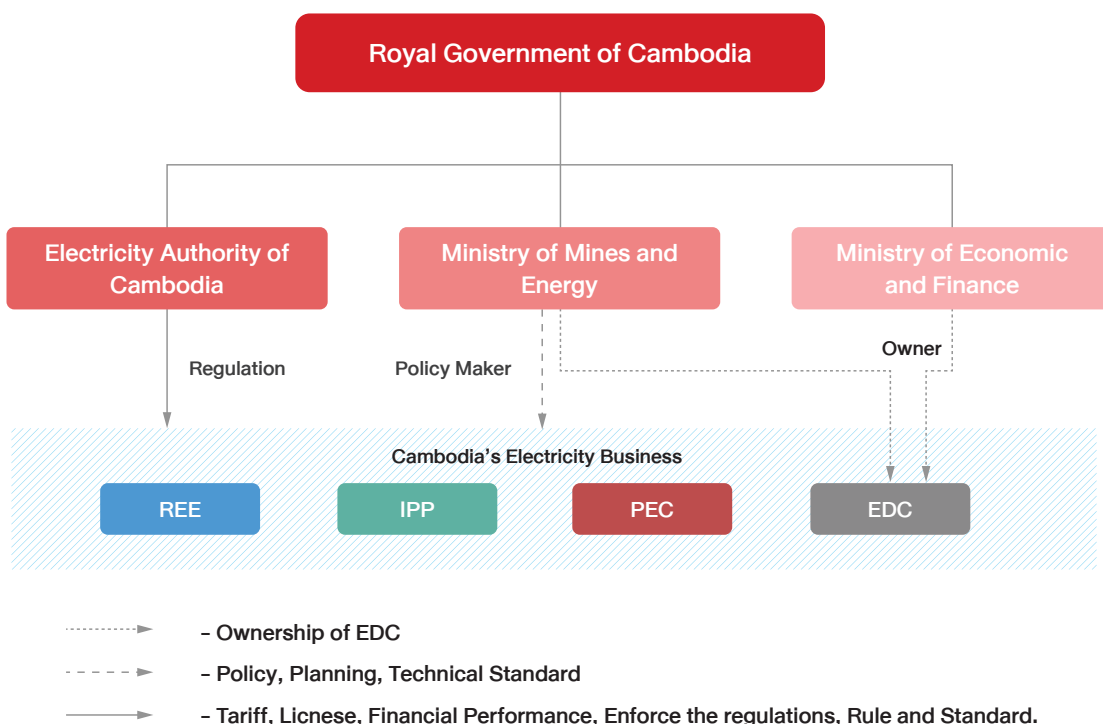 Royal Government of Cambodia
Electricity Authority of
Cambodia
Ministry of Mines and
Energy
Ministry of Economic
and Finance
Regulation
Policy Maker
Owner
Cambodia's Electricity Business
REE
IPP
PEC
EDC
– Ownership of EDC
– Policy, Planning, Technical Standard
– Tariff, Licnese, Financial Performance, Enforce the regulations, Rule and Standard.